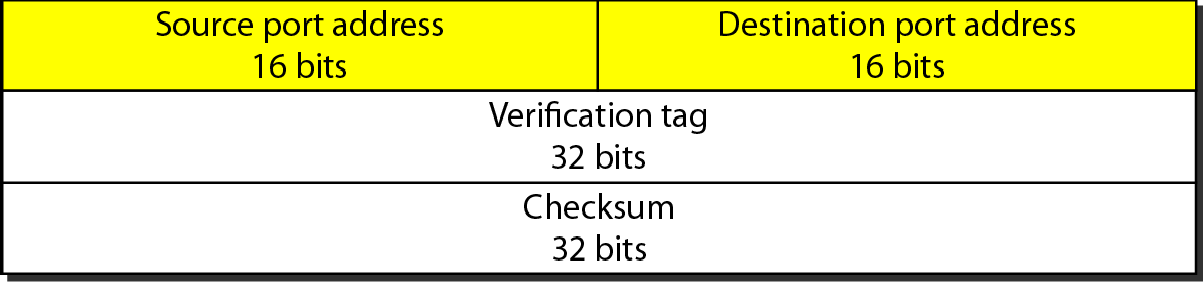 Source port address
16 bits
Destination port address
16 bits
Verification tag
32 bits
Checksum
32 bits